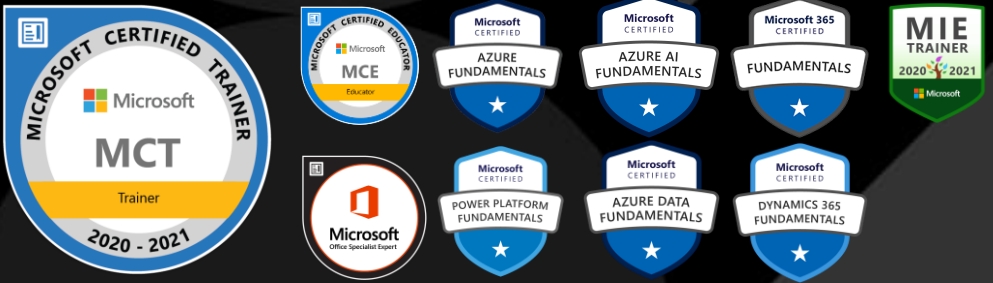 MICROSOFT CERTIFIED TRAINER
Microsoft
MCT
Trainer
2020 - 2021
MICROSOFT CERTIFIED EDUCATOR
Microsoft
MCE
Educator
Microsoft
CERTIFIED
AZURE
FUNDAMENTALS
Microsoft
CERTIFIED
AZURE AI
FUNDAMENTALS
Microsoft 365
CERTIFIED
FUNDAMENTALS
MIE
TRAINER
2020 2021
Microsoft
Microsoft
Office Specialist Expert
Microsoft
CERTIFIED
POWER PLATFORM
FUNDAMENTALS
Microsoft
CERTIFIED
AZURE DATA
FUNDAMENTALS
Microsoft
CERTIFIED
DYNAMICS 365
FUNDAMENTALS